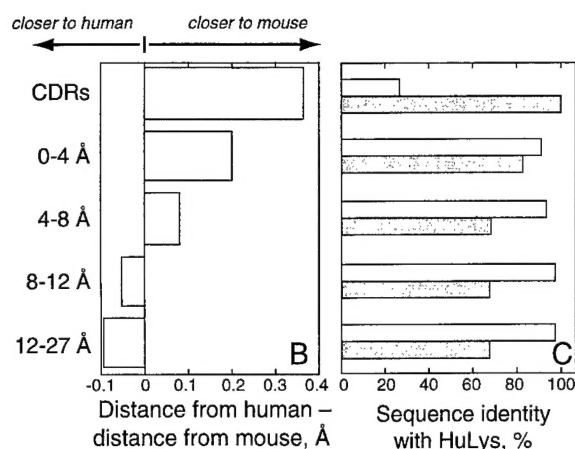 closer to human
closer to mouse
CDRs
0-4 Å
4-8 Å
8-12 Å
12-27 Å
B
-0.1 0 0.1 0.2 0.3 0.4
Distance from human –
distance from mouse, Å
C
0 20 40 60 80 100
Sequence identity
with HuLys, %